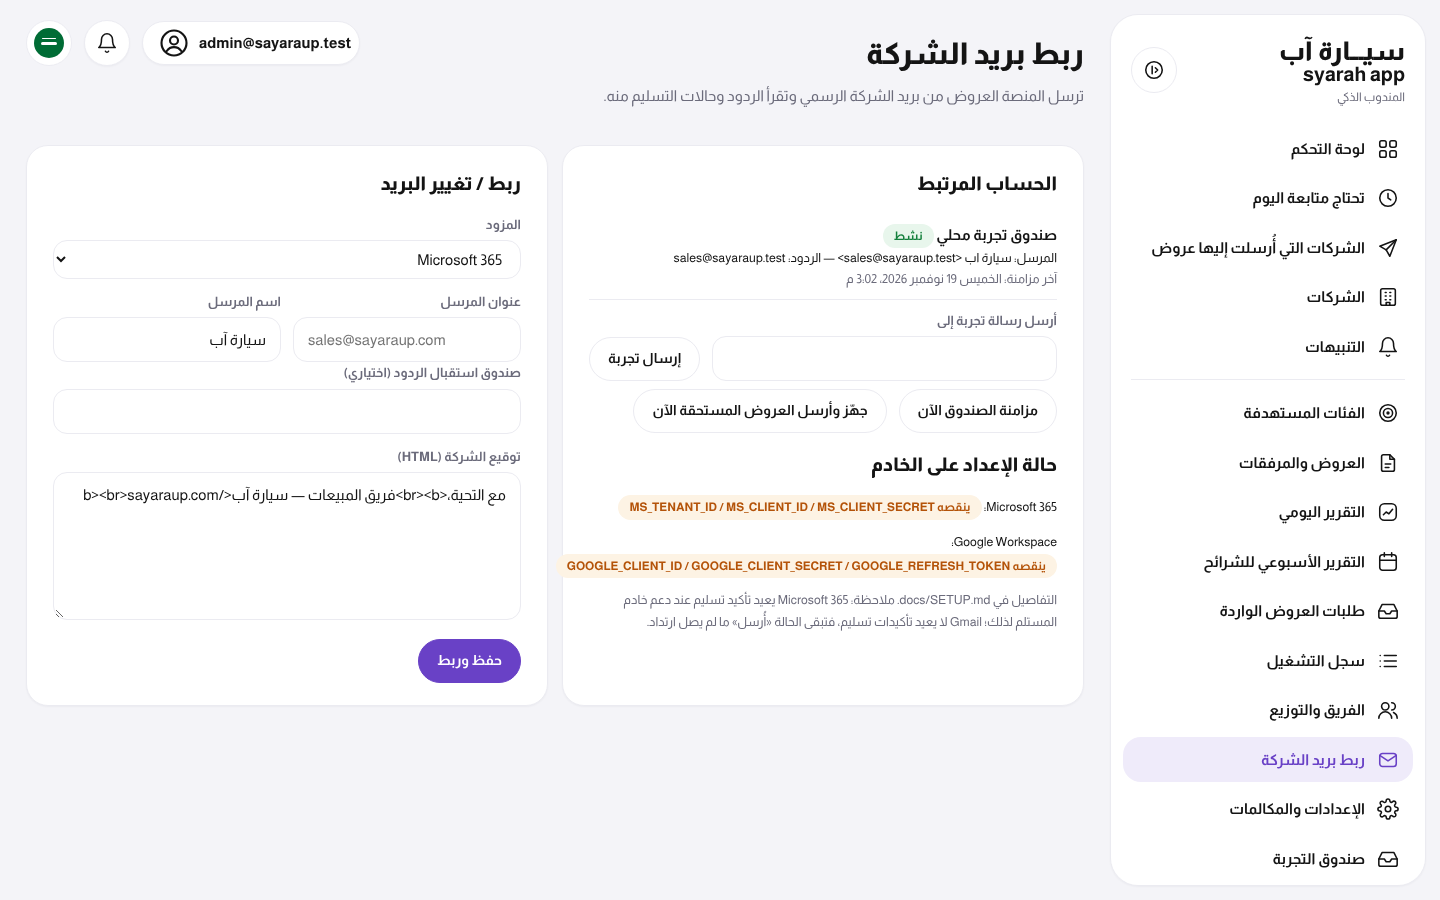 سيـارة آب
syarah app
المندوب الذكي
لوحة التحكم
تحتاج متابعة اليوم
الشركات التي أُرسلت إليها عروض
الشركات
التنبيهات
الفئات المستهدفة
العروض والمرفقات
التقرير اليومي
التقرير الأسبوعي للشرائح
طلبات العروض الواردة
سجل التشغيل
الفريق والتوزيع
ربط بريد الشركة
الإعدادات والمكالمات
صندوق التجربة
admin@sayaraup.test
ربط بريد الشركة
ترسل المنصة العروض من بريد الشركة الرسمي وتقرأ الردود وحالات التسليم منه.
الحساب المرتبط
صندوق تجربة محلي نشط
المرسل: سيارة اب <sales@sayaraup.test> — الردود: sales@sayaraup.test
آخر مزامنة: الخميس 19 نوفمبر 2026، 3:02 م
أرسل رسالة تجربة إلى
إرسال تجربة
مزامنة الصندوق الآن
جهّز وأرسل العروض المستحقة الآن
حالة الإعداد على الخادم
Microsoft 365: ينقصه MS_TENANT_ID / MS_CLIENT_ID / MS_CLIENT_SECRET
Google Workspace:
ينقصه GOOGLE_CLIENT_ID / GOOGLE_CLIENT_SECRET / GOOGLE_REFRESH_TOKEN
التفاصيل في docs/SETUP.md. ملاحظة: Microsoft 365 يعيد تأكيد تسليم عند دعم خادم
المستلم لذلك؛ Gmail لا يعيد تأكيدات تسليم، فتبقى الحالة «أُرسل» ما لم يصل ارتداد.
ربط / تغيير البريد
المزود
Microsoft 365
عنوان المرسل
اسم المرسل
sales@sayaraup.com
سيارة آب
صندوق استقبال الردود (اختياري)
توقيع الشركة (HTML)
مع التحية،<br><b>فريق المبيعات — سيارة آب</b><br>sayaraup.com
حفظ وربط